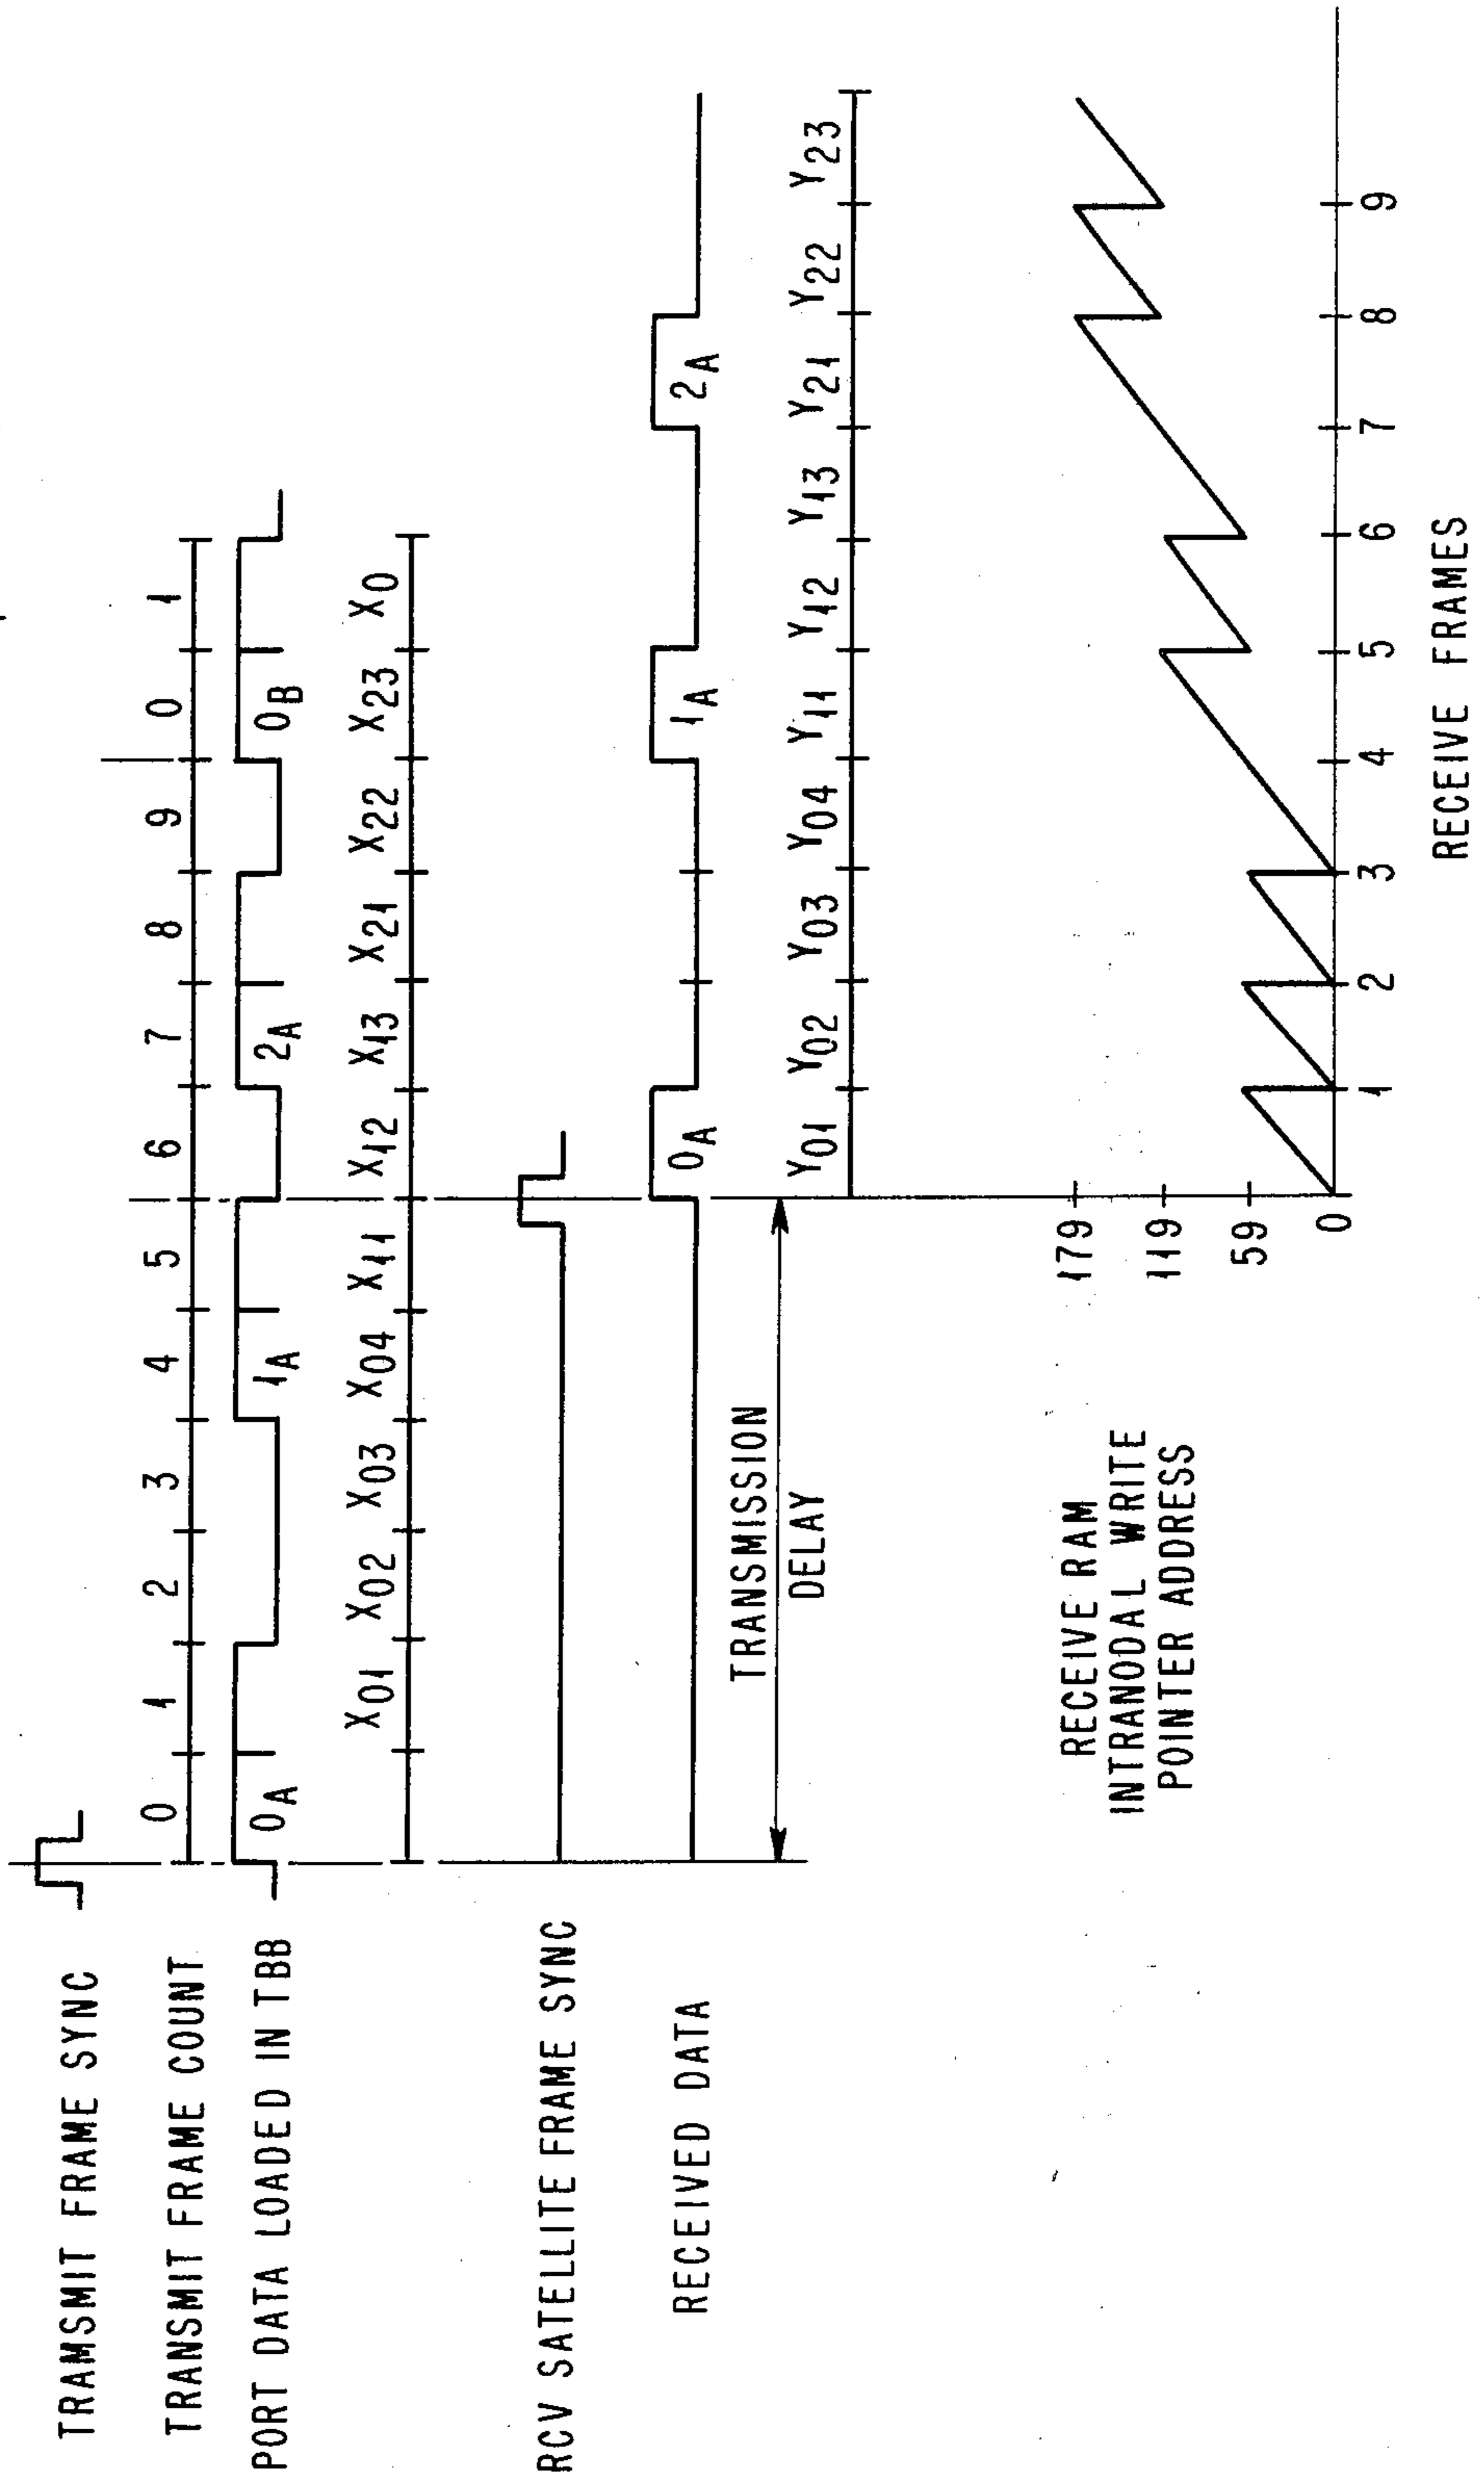 TRAMSMIT FRAME SYNC
TRANSMIT FRAME COUNT
0 1 2 3 4 5 6 7 8 9 0 1
PORT DATA LOADED IN TBB
0A 1A 2A 0B
X01 X02 X03 X04 X11 X12 X13 X21 X22 X23 X0
RCV SATELLITE FRAME SYNC
RECEIVED DATA
0A 1A 2A
TRANSMISSION
DELAY
Y01 Y02 Y03 Y04 Y11 Y12 Y13 Y21 Y22 Y23
RECEIVE RAM
INTRANODAL WRITE
POINTER ADDRESS
179
119
59
0
1 2 3 4 5 6 7 8 9
RECEIVE FRAMES